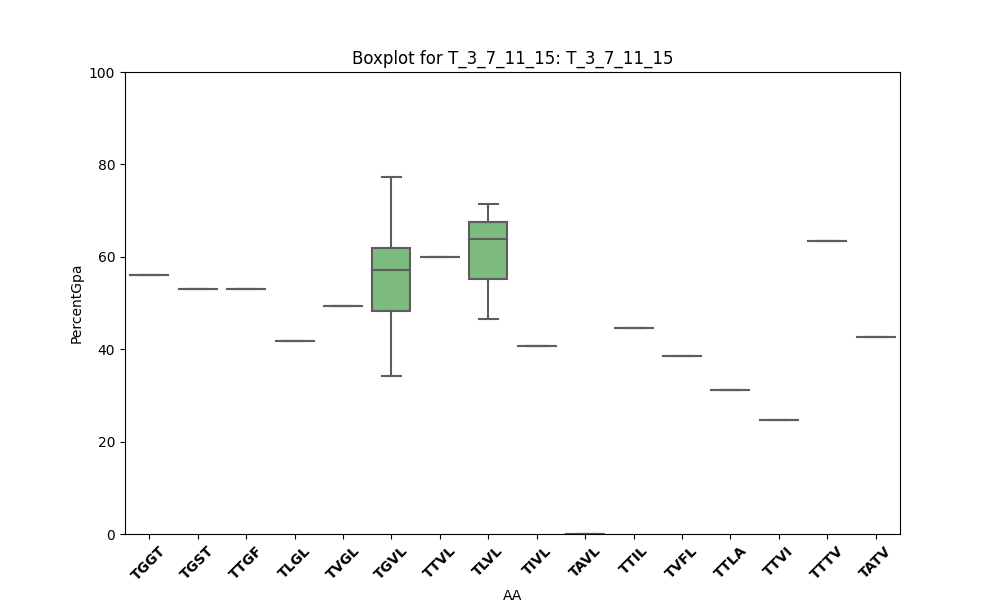 Boxplot for T_3_7_11_15: T_3_7_11_15
PercentGpa
100
80
60
40
20
0
TGGT TGST TTGF TLGL TVGL TGVL TTVL TLVL TIVL TAVL TTIL TVFL TTLA TTVI TTTV TATV
AA